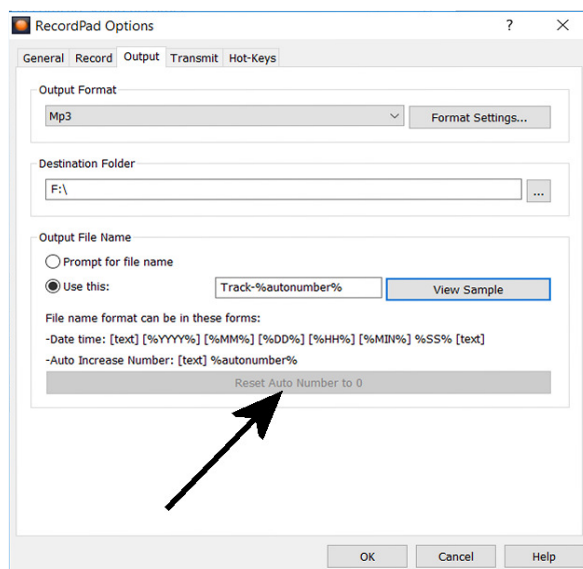 RecordPad Options ? ×
General Record Output Transmit Hot-Keys
Output Format
Mp3 Format Settings...
Destination Folder
F:\ ...
Output File Name
Prompt for file name
Use this: Track-%autonumber% View Sample
File name format can be in these forms:
-Date time: [text] [%YYYY%] [%MM%] [%DD%] [%HH%] [%MIN%] %SS% [text]
-Auto Increase Number: [text] %autonumber%
Reset Auto Number to 0
OK Cancel Help